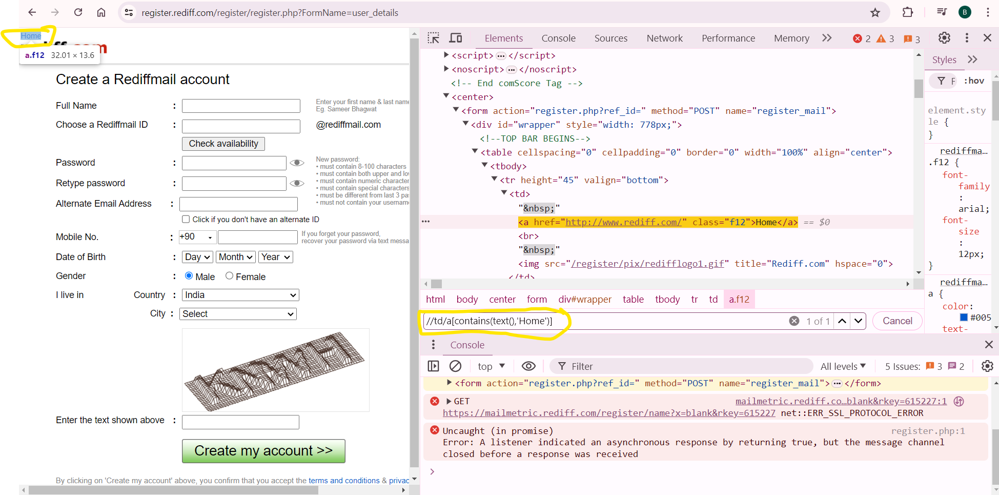 register.rediff.com/register/register.php?FormName=user_details
B
Home
a.f12 32.01 × 13.6
Create a Rediffmail account
Full Name :
Enter your first name & last name
Eg. Sameer Bhagwat
Choose a Rediffmail ID : @rediffmail.com
Check availability
Password :
New password:
• must contain 8-100 characters
• must contain both upper and lov
• must contain numeric character
• must contain special characters
• must be different from last 3 pa
• must not contain your username
Retype password :
Alternate Email Address :
Click if you don't have an alternate ID
Mobile No. : +90
If you forget your password,
recover your password via text messa
Date of Birth : Day Month Year
Gender : Male Female
I live in Country : India
City : Select
Enter the text shown above :
Create my account >>
By clicking on 'Create my account' above, you confirm that you accept the terms and conditions & privac
Elements Console Sources Network Performance Memory 2 3 3
<script> … </script>
<noscript> … </noscript>
<!-- End comScore Tag -->
<center>
<form action="register.php?ref_id=" method="POST" name="register_mail">
<div id="wrapper" style="width: 778px;">
<!--TOP BAR BEGINS-->
<table cellspacing="0" cellpadding="0" border="0" width="100%" align="center">
<tbody>
<tr height="45" valign="bottom">
<td>
"&nbsp;"
<a href="http://www.rediff.com/" class="f12">Home</a> == $0
<br>
"&nbsp;"
<img src="/register/pix/redifflogo1.gif" title="Rediff.com" hspace="0">
</td>
html body center form div#wrapper table tbody tr td a.f12
//td/a[contains(text(),'Home')] 1 of 1 Cancel
Styles
F :hov
element.sty
le {
}
rediffma…
.f12 {
font-
family
:
arial;
font-
size
:
12px;
}
rediffma…
a {
color:
#005
text-
Console
top Filter All levels 5 Issues: 3 2
<form action="register.php?ref_id=" method="POST" name="register_mail"> … </form>
GET mailmetric.rediff.co…blank&rkey=615227:1
https://mailmetric.rediff.com/register/name?x=blank&rkey=615227 net::ERR_SSL_PROTOCOL_ERROR
Uncaught (in promise) register.php:1
Error: A listener indicated an asynchronous response by returning true, but the message channel
closed before a response was received